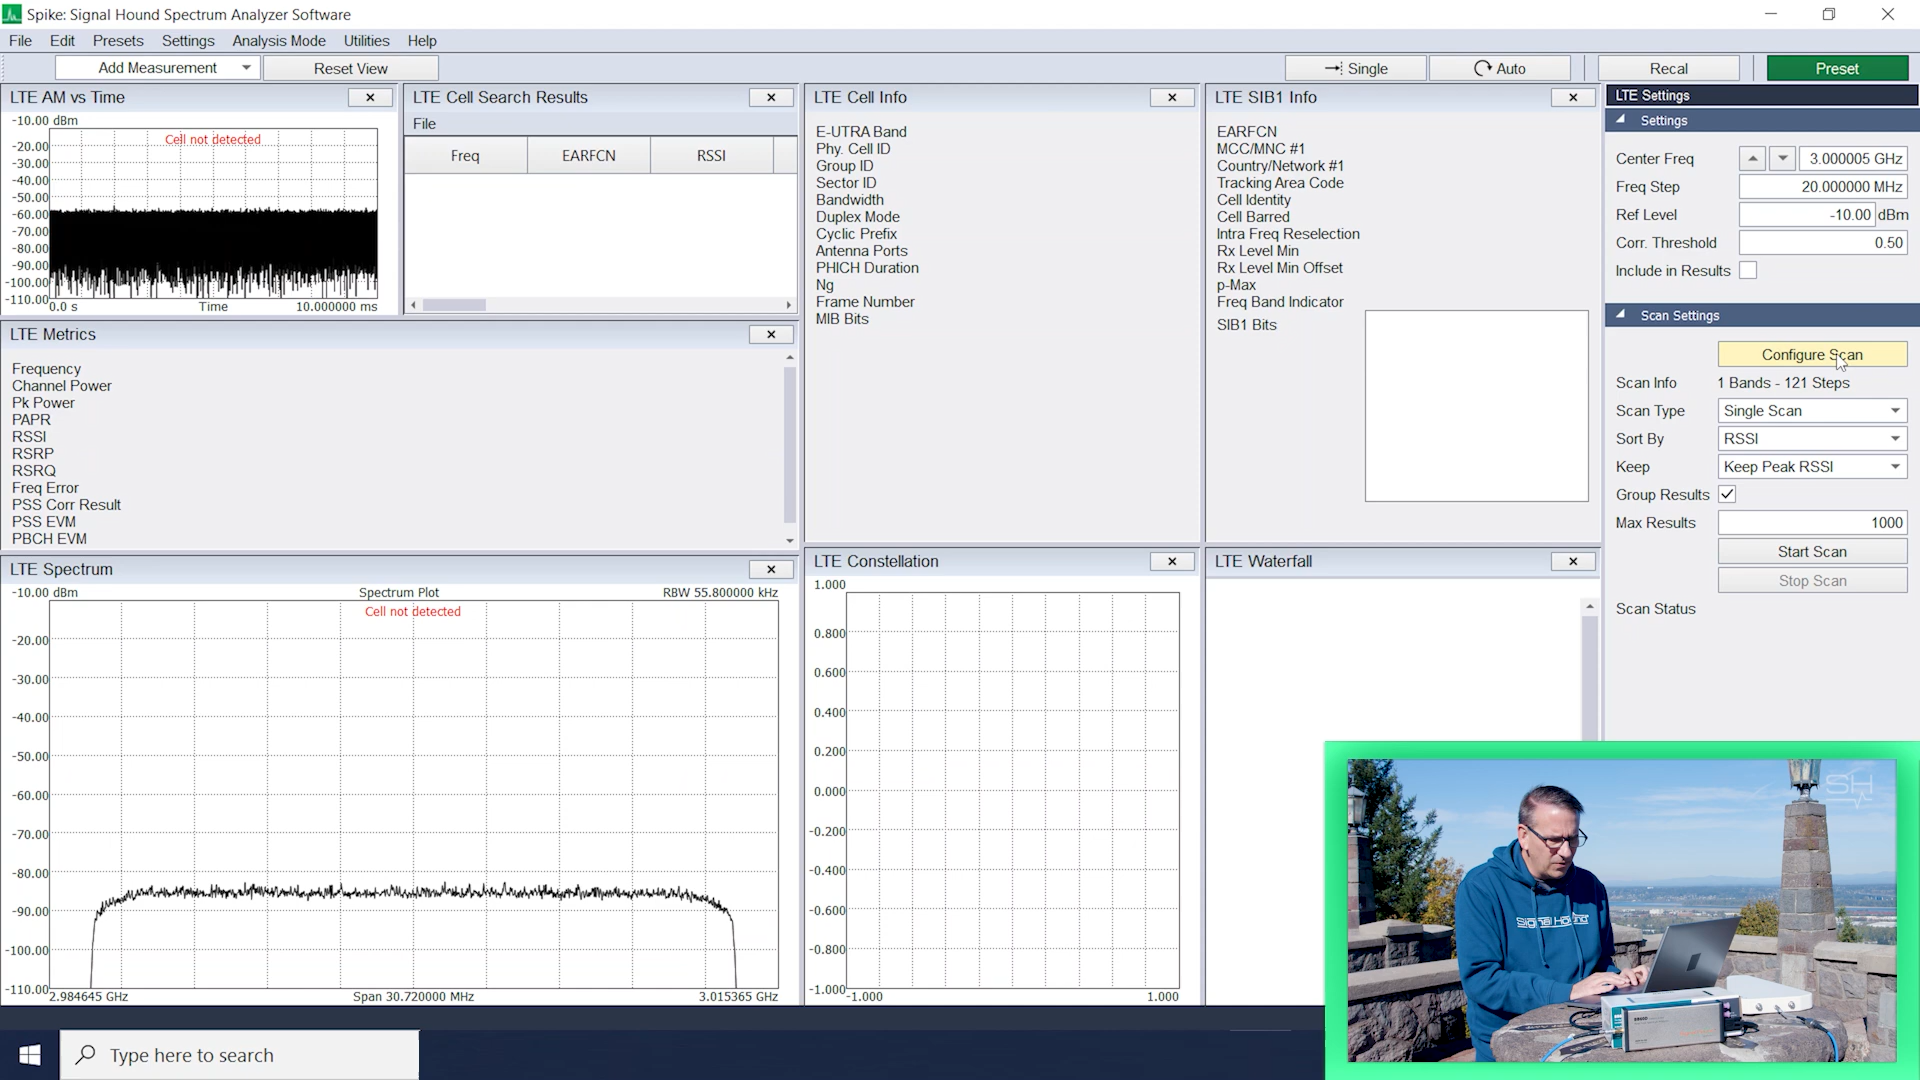 Spike: Signal Hound Spectrum Analyzer Software
File Edit Presets Settings Analysis Mode Utilities Help
Add Measurement Reset View Single Auto Recal Preset
LTE AM vs Time
-10.00 dBm
Cell not detected
-20.00
-30.00
-40.00
-50.00
-60.00
-70.00
-80.00
-90.00
-100.00
-110.00
0.0 s Time 10.000000 ms
LTE Cell Search Results
File
Freq EARFCN RSSI
LTE Metrics
Frequency
Channel Power
Pk Power
PAPR
RSSI
RSRP
RSRQ
Freq Error
PSS Corr Result
PSS EVM
PBCH EVM
LTE Cell Info
E-UTRA Band
Phy. Cell ID
Group ID
Sector ID
Bandwidth
Duplex Mode
Cyclic Prefix
Antenna Ports
PHICH Duration
Ng
Frame Number
MIB Bits
LTE SIB1 Info
EARFCN
MCC/MNC #1
Country/Network #1
Tracking Area Code
Cell Identity
Cell Barred
Intra Freq Reselection
Rx Level Min
Rx Level Min Offset
p-Max
Freq Band Indicator
SIB1 Bits
LTE Settings
Settings
Center Freq 3.000005 GHz
Freq Step 20.000000 MHz
Ref Level -10.00 dBm
Corr. Threshold 0.50
Include in Results
Scan Settings
Configure Scan
Scan Info 1 Bands - 121 Steps
Scan Type Single Scan
Sort By RSSI
Keep Keep Peak RSSI
Group Results
Max Results 1000
Start Scan
Stop Scan
Scan Status
LTE Spectrum
-10.00 dBm Spectrum Plot RBW 55.800000 kHz
Cell not detected
-20.00
-30.00
-40.00
-50.00
-60.00
-70.00
-80.00
-90.00
-100.00
-110.00
2.984645 GHz Span 30.720000 MHz 3.015365 GHz
LTE Constellation
1.000
0.800
0.600
0.400
0.200
0.000
-0.200
-0.400
-0.600
-0.800
-1.000
-1.000 1.000
LTE Waterfall
SH
Signal Hound
Type here to search